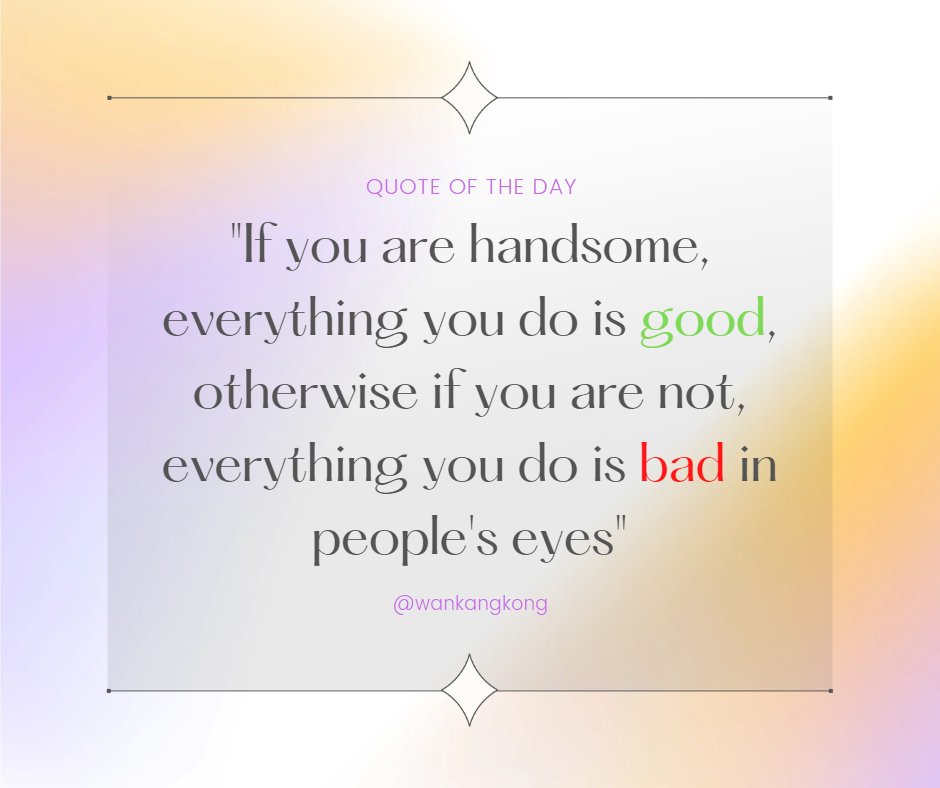 QUOTE OF THE DAY
"If you are handsome,
everything you do is good,
otherwise if you are not,
everything you do is bad in
people's eyes"
@wankangkong